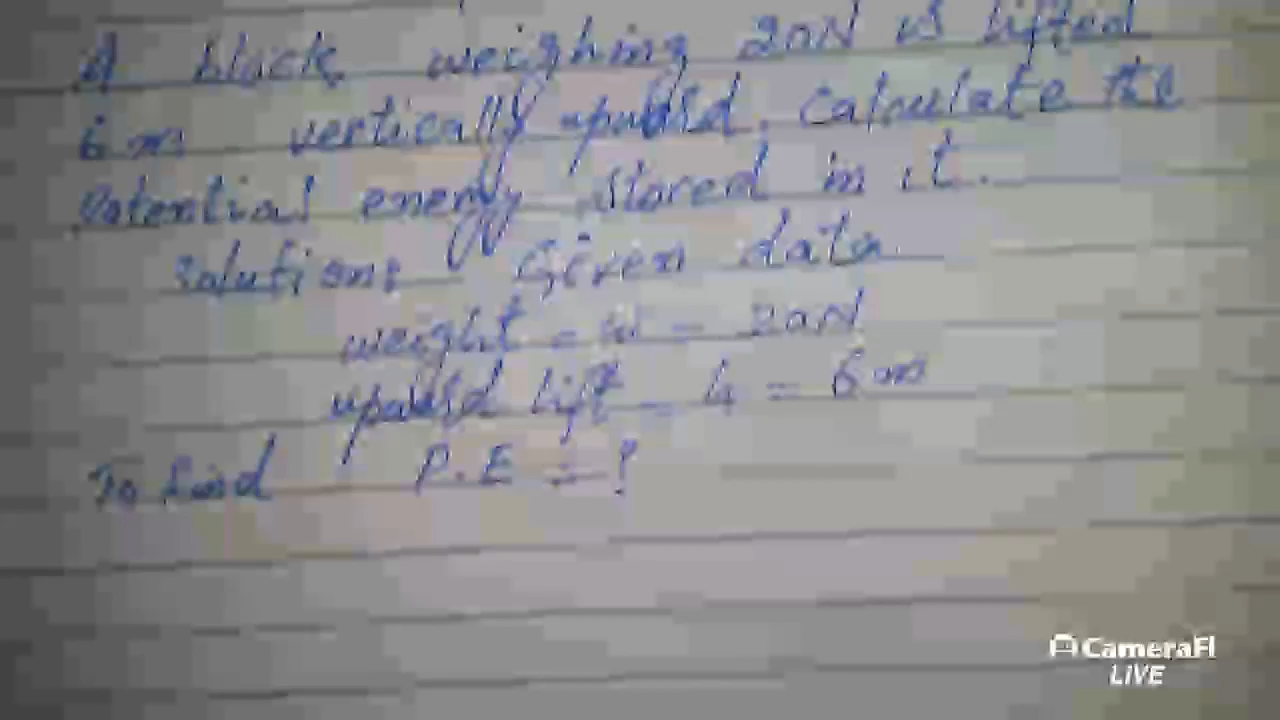 A block weighing 20N is lifted
6 m vertically upward. Calculate the
potential energy stored in it.
Solution: Given data
weight = W = 20N
upward lift = h = 6m
To find P.E = ?
CameraFI
LiVE